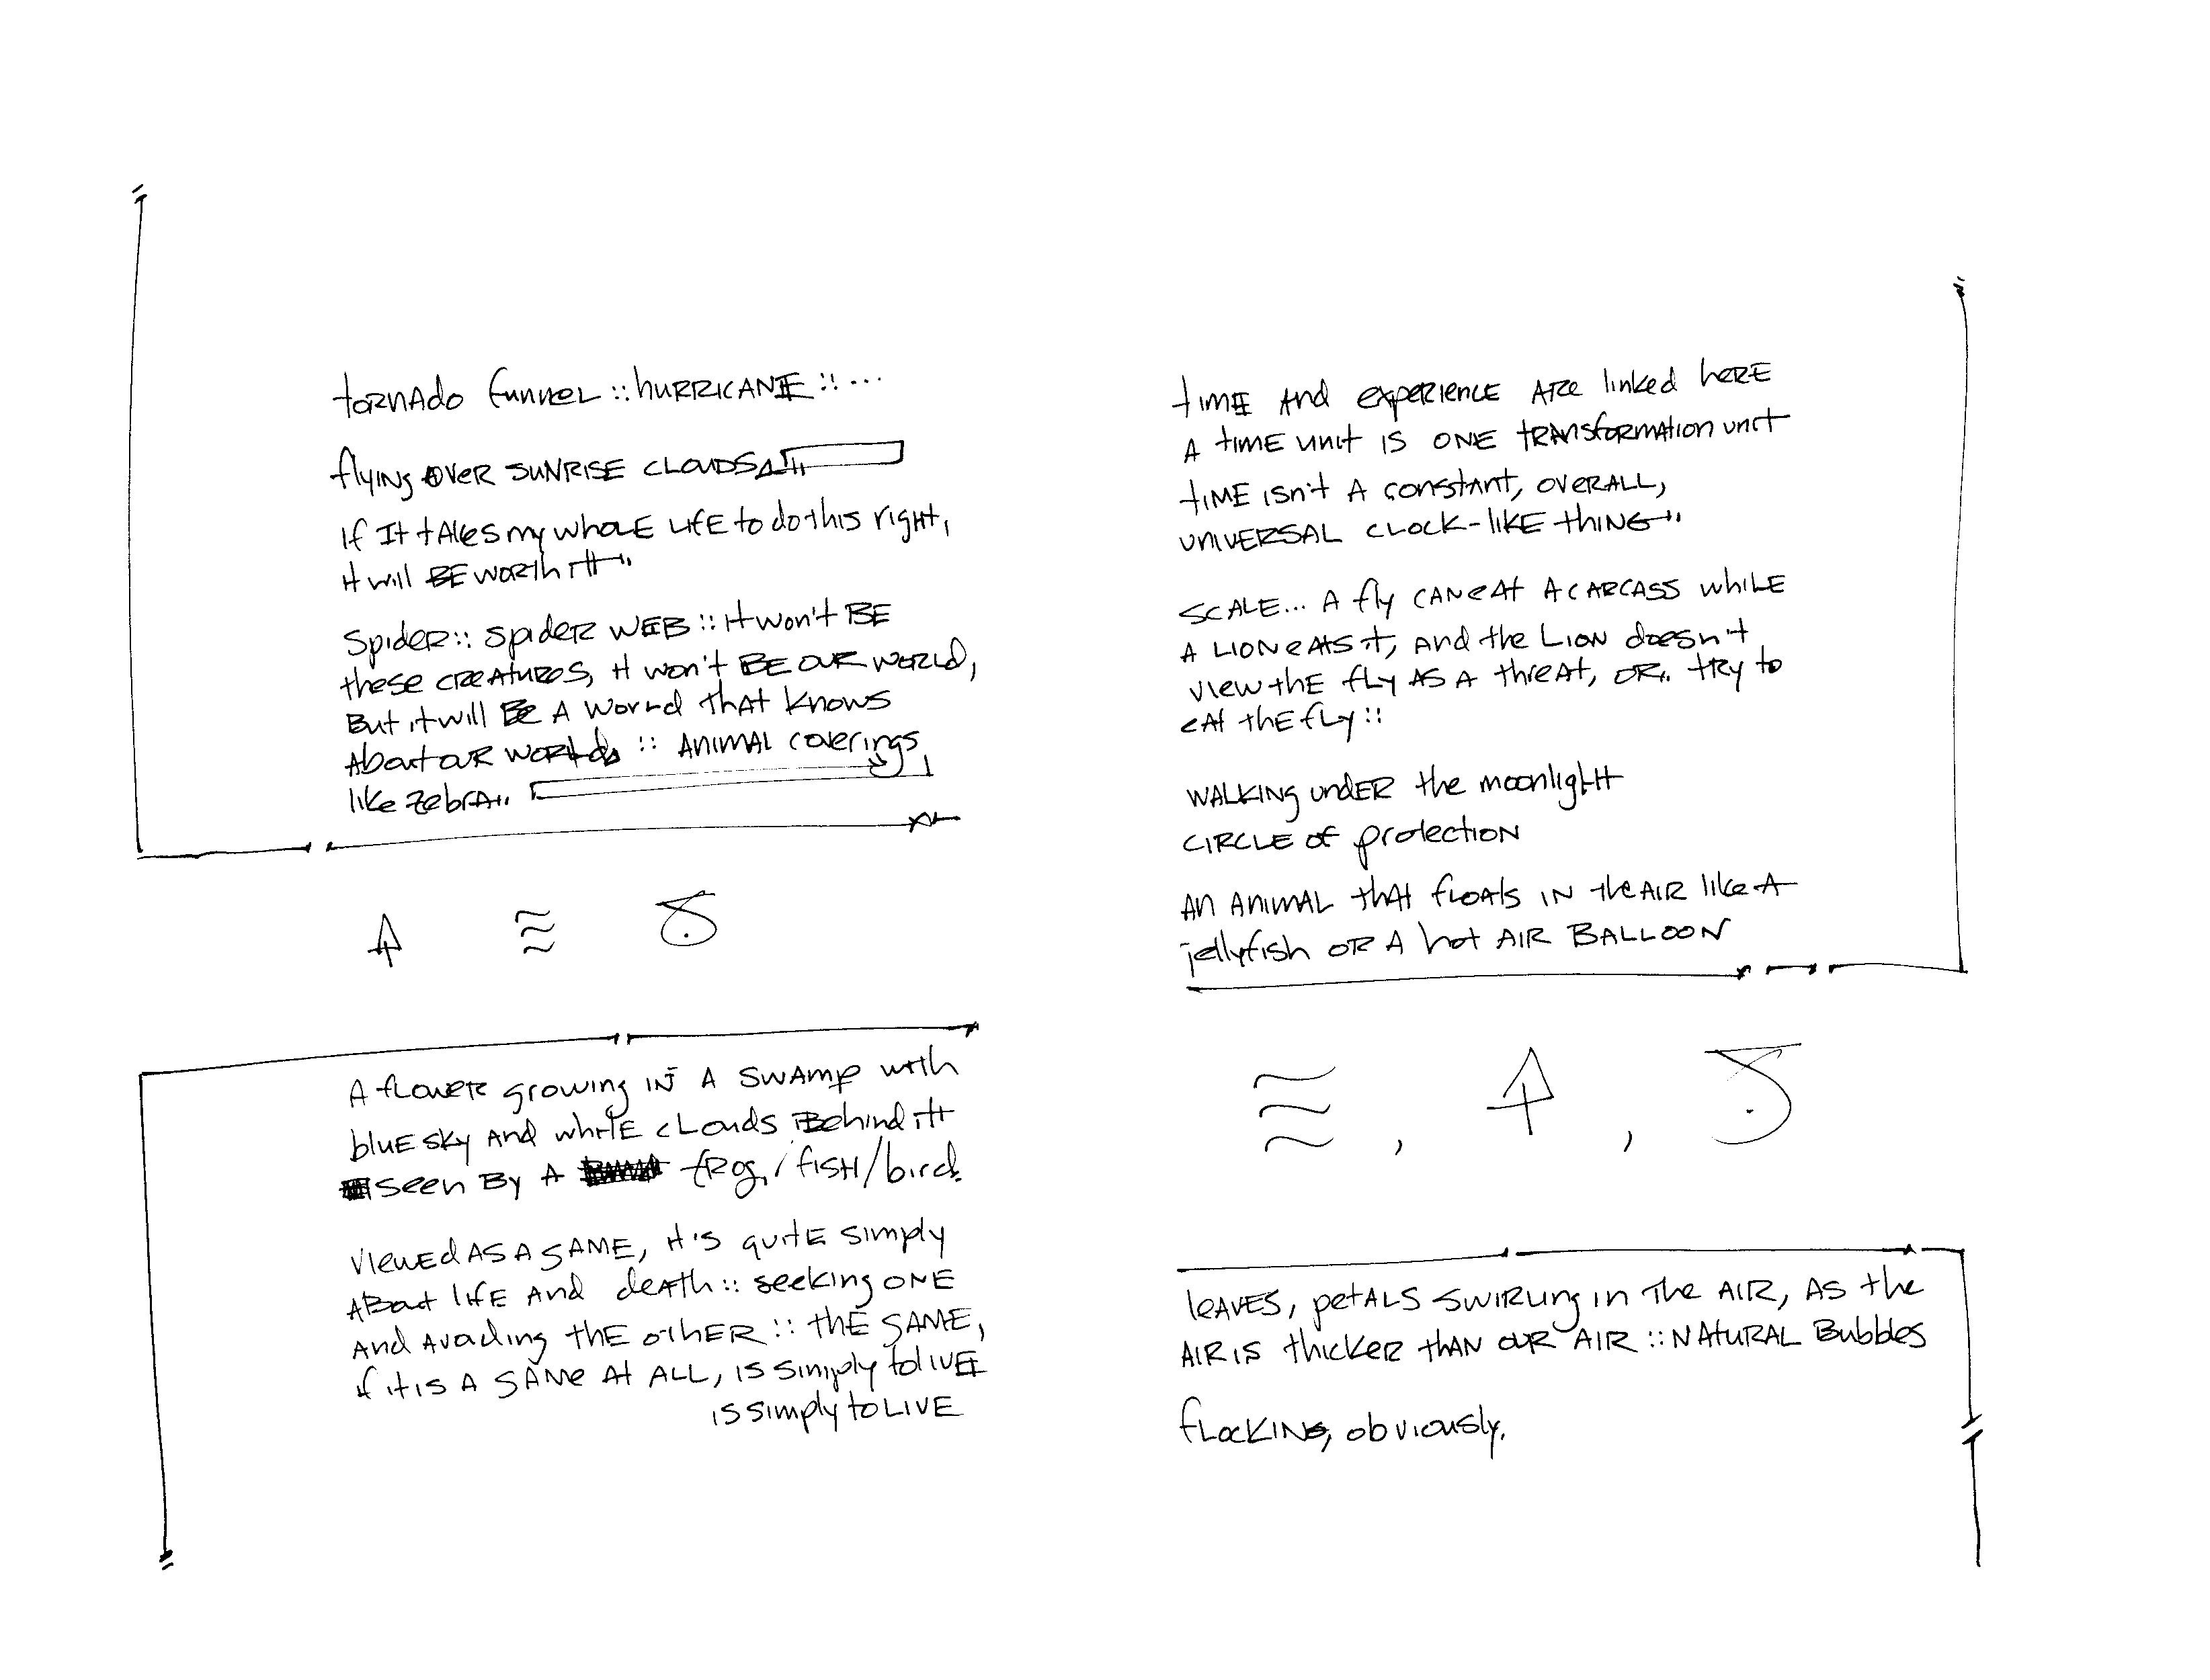 tornado funnel :: hurricane :: ...
flying over sunrise clouds
If It takes my whole life to do this right,
it will be worth it..
Spider :: spider web :: it won't be
these creatures, it won't be our world,
But it will be a world that knows
About our world :: animal coverings
like zebra..
A flower growing in a swamp with
blue sky and white clouds behind it
seen by a frog, / fish/bird.
Viewed as a game, it's quite simply
about life and death :: seeking one
and avoiding the other :: the game,
if it is a game at all, is simply to live
is simply to live
time and experience are linked here
A time unit is one transformation unit
time isn't a constant, overall,
universal clock-like thing..
Scale... A fly can eat a carcass while
a lion eats it, and the Lion doesn't
view the fly as a threat, or.. try to
eat the fly ::
Walking under the moonlight
circle of protection
An animal that floats in the air like a
jellyfish or a hot air balloon
leaves, petals swirling in the air, as the
air is thicker than our air :: Natural Bubbles
flocking, obviously.